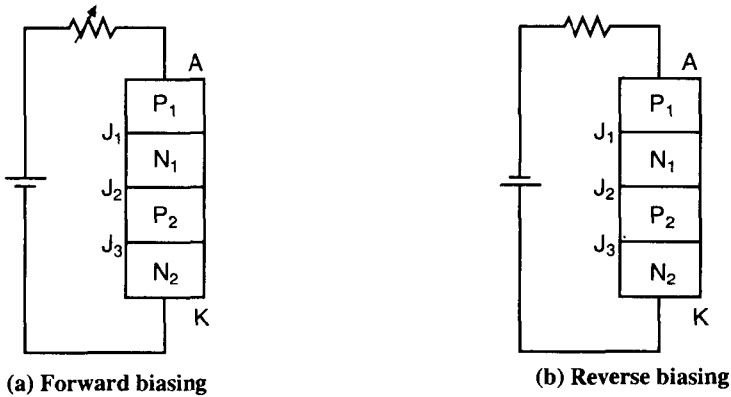 A
P₁
J₁
N₁
J₂
P₂
J₃
N₂
K
(a) Forward biasing
A
P₁
J₁
N₁
J₂
P₂
J₃
N₂
K
(b) Reverse biasing